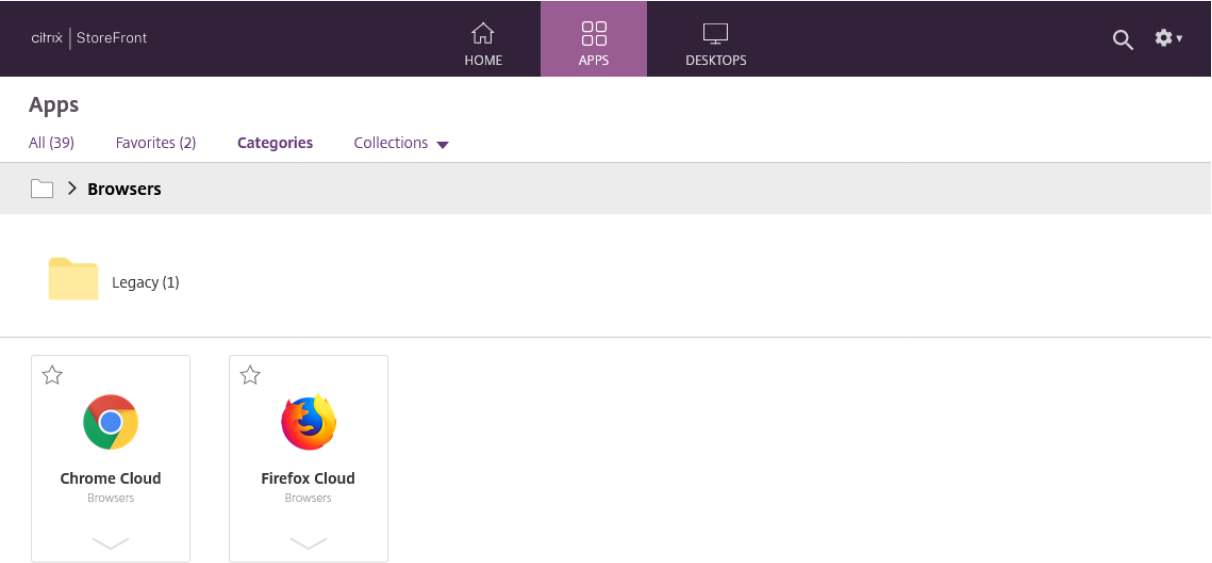 citrix | StoreFront
HOME
APPS
DESKTOPS
Apps
All (39)
Favorites (2)
Categories
Collections
Browsers
Legacy (1)
Chrome Cloud
Browsers
Firefox Cloud
Browsers